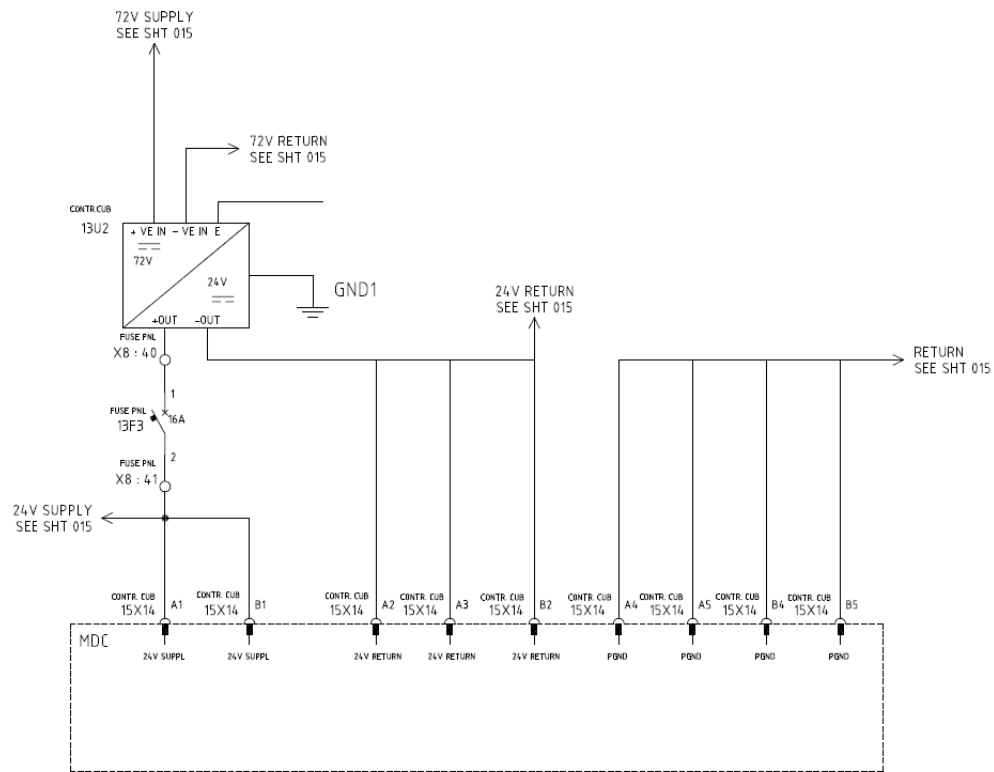 72V SUPPLY
SEE SHT 015
72V RETURN
SEE SHT 015
CONTR.CUB
13U2
+ VE IN - VE IN E
72V
24V
+OUT -OUT
GND1
24V RETURN
SEE SHT 015
FUSE PNL
X8 : 40
RETURN
SEE SHT 015
1
FUSE PNL
13F3
16A
2
FUSE PNL
X8 : 41
24V SUPPLY
SEE SHT 015
CONTR. CUB
15X14
A1
CONTR. CUB
15X14
B1
CONTR. CUB
15X14
A2
CONTR. CUB
15X14
A3
CONTR. CUB
15X14
B2
CONTR. CUB
15X14
A4
CONTR. CUB
15X14
A5
CONTR. CUB
15X14
B4
CONTR. CUB
15X14
B5
MDC
24V SUPPL
24V SUPPL
24V RETURN
24V RETURN
24V RETURN
PGND
PGND
PGND
PGND